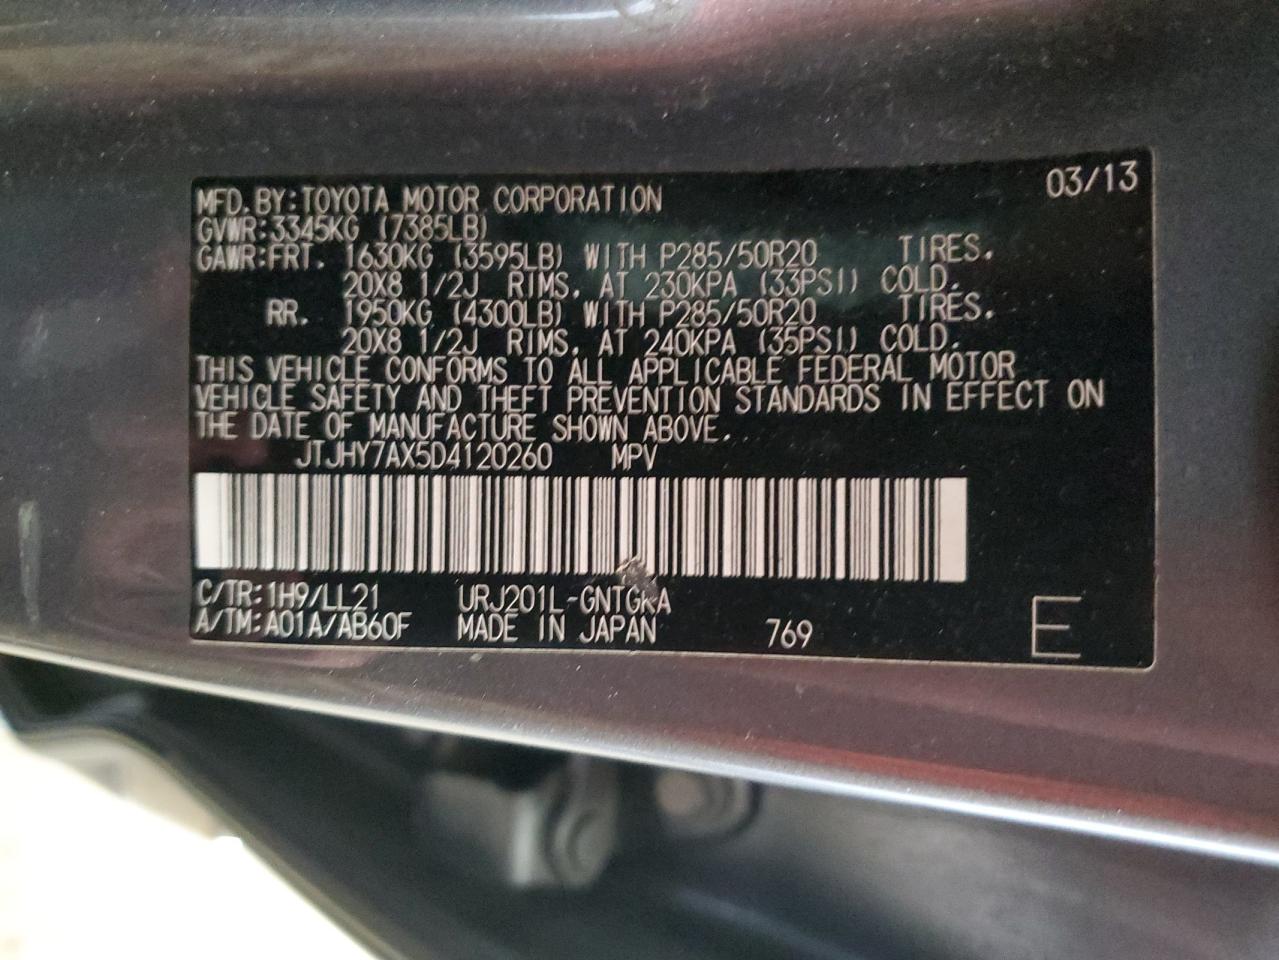 03/13
MFD. BY: TOYOTA MOTOR CORPORATION
GVWR: 3345KG (7385LB)
GAWR: FRT. 1630KG (3595LB) WITH P285/50R20 TIRES.
20X8 1/2J RIMS. AT 230KPA (33PSI) COLD.
RR. 1950KG (4300LB) WITH P285/50R20 TIRES.
20X8 1/2J RIMS. AT 240KPA (35PSI) COLD.
THIS VEHICLE CONFORMS TO ALL APPLICABLE FEDERAL MOTOR
VEHICLE SAFETY AND THEFT PREVENTION STANDARDS IN EFFECT ON
THE DATE OF MANUFACTURE SHOWN ABOVE.
JTJHY7AX5D4120260 MPV
C/TR: 1H9/LL21 URJ201L-GNTGKA
A/TM: A01A/AB60F MADE IN JAPAN 769 E